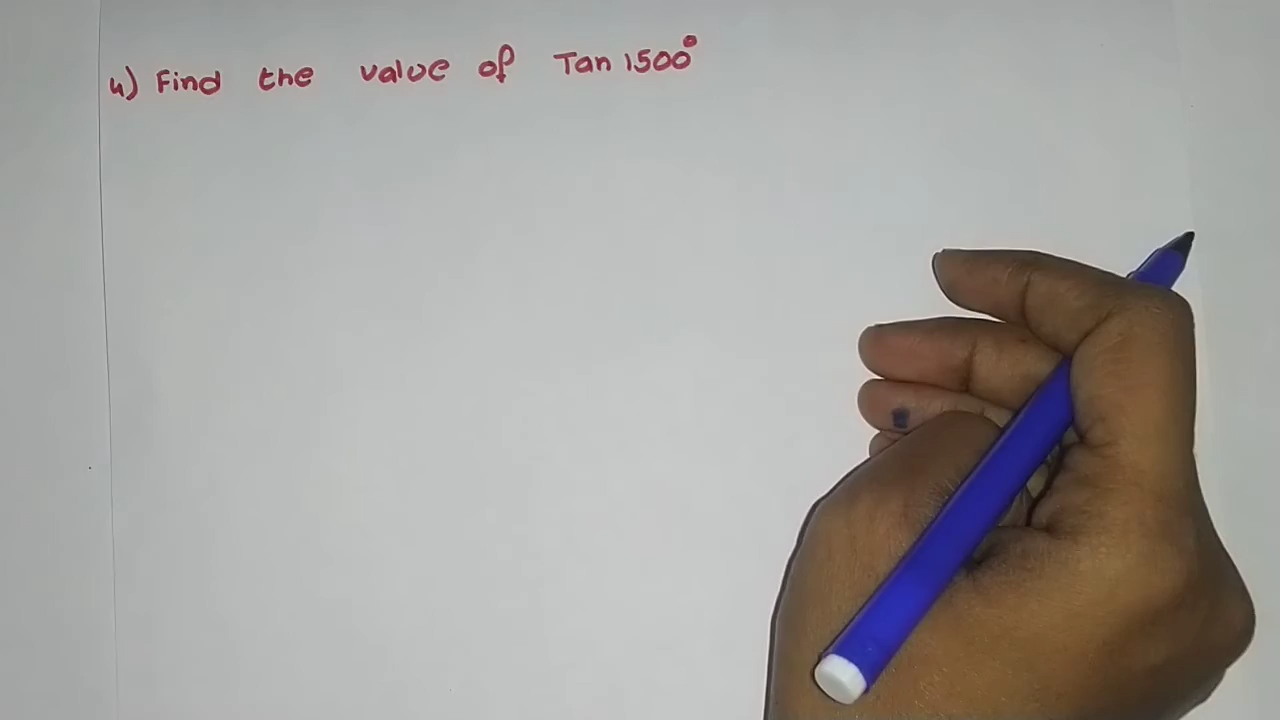 4) Find the value of Tan 1500°